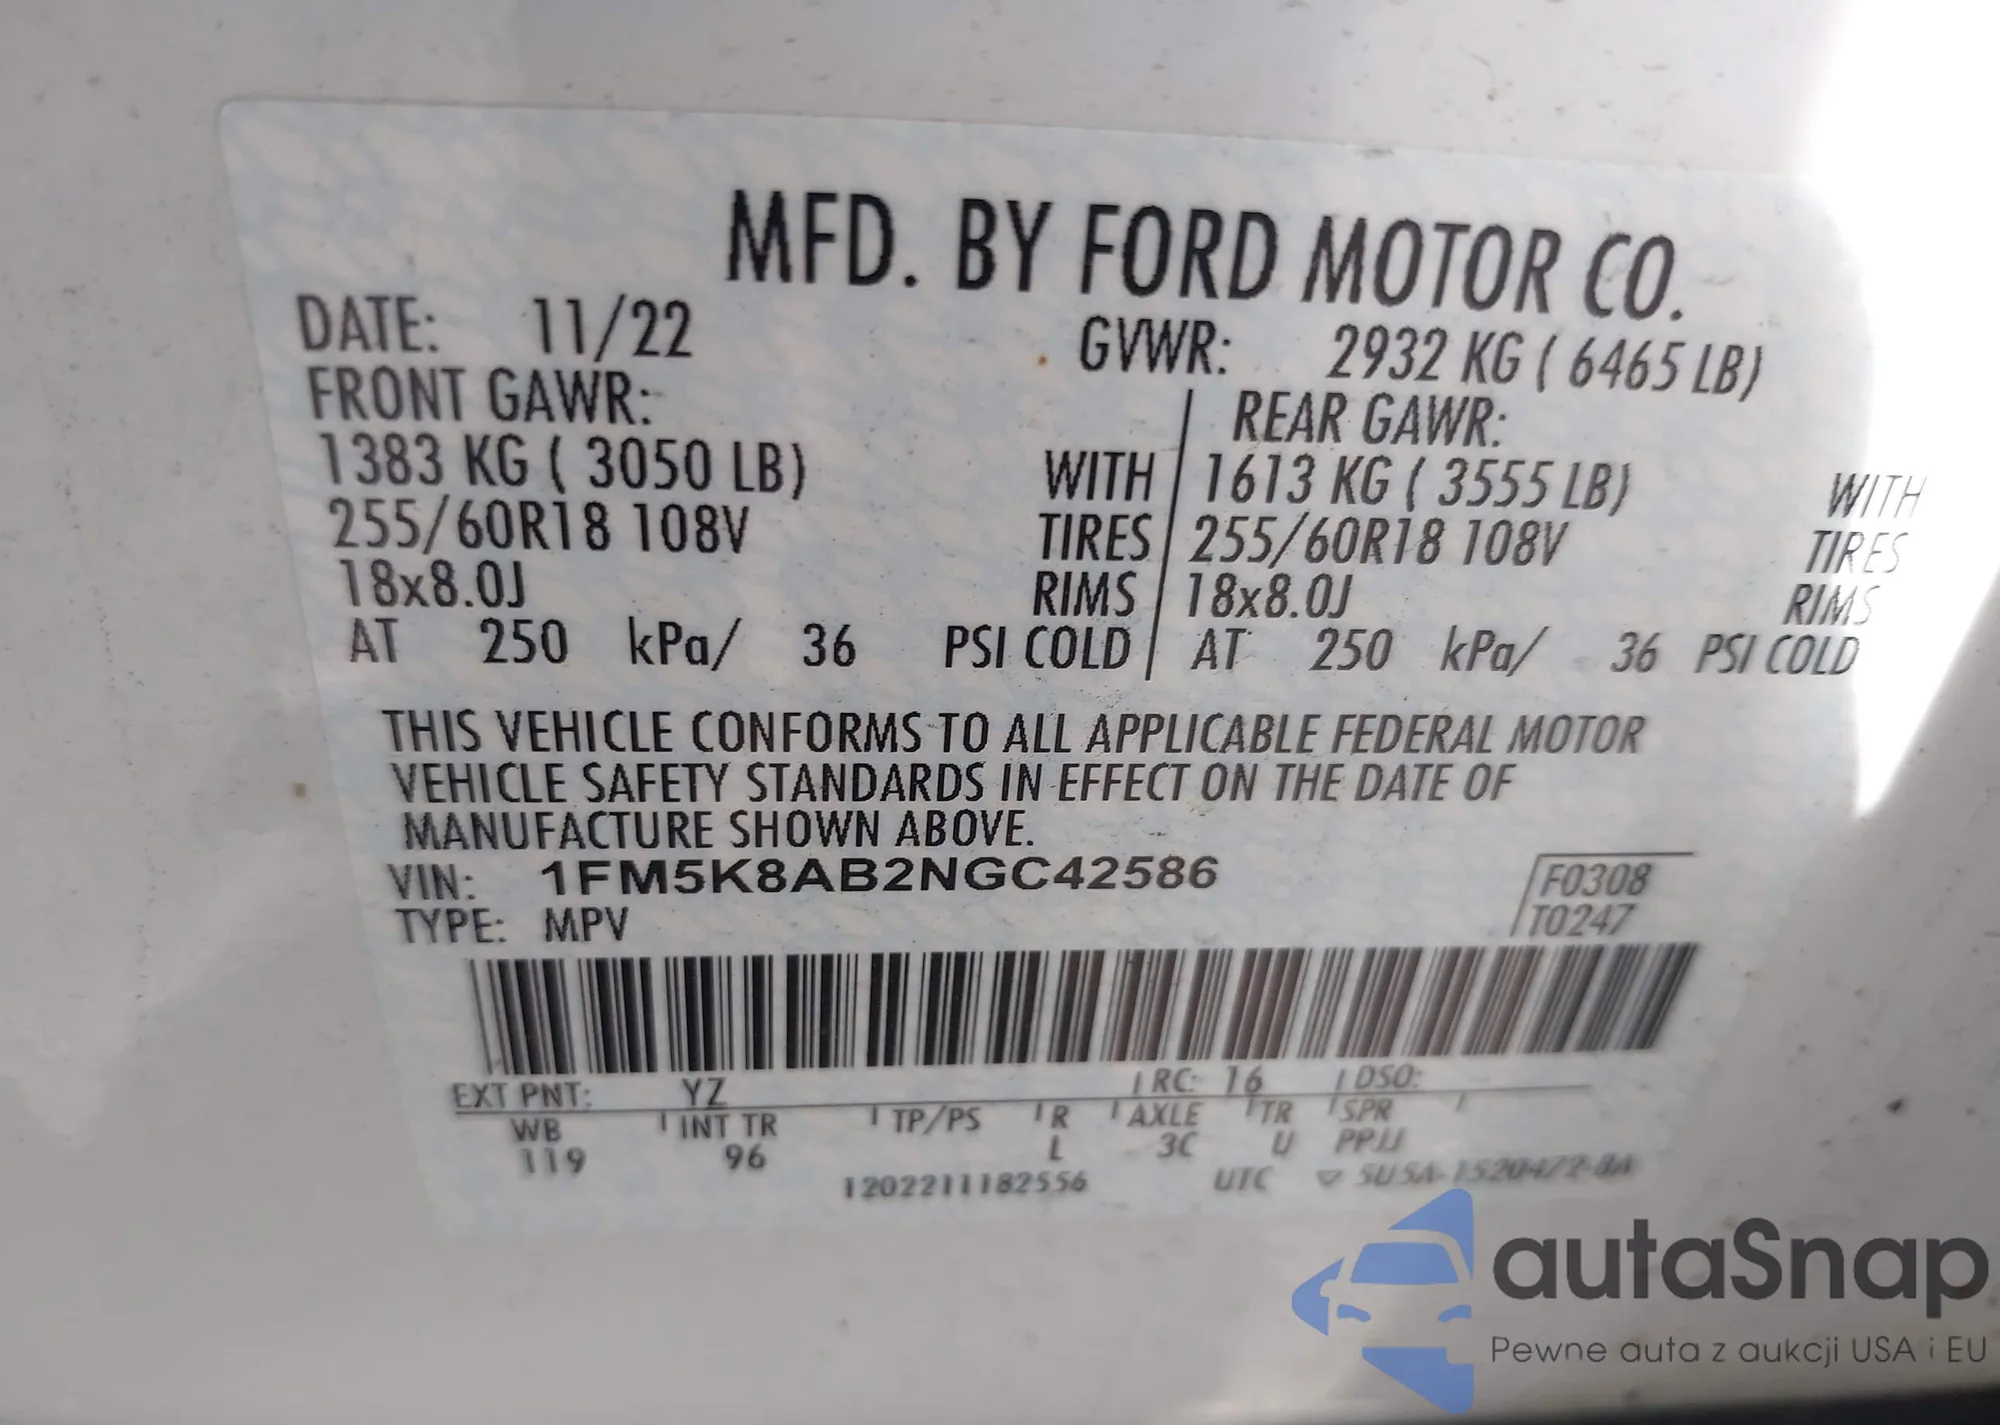 MFD. BY FORD MOTOR CO.
DATE: 11/22 GVWR: 2932 KG ( 6465 LB)
FRONT GAWR: REAR GAWR:
1383 KG ( 3050 LB) WITH 1613 KG ( 3555 LB) WITH
255/60R18 108V TIRES 255/60R18 108V TIRES
18x8.0J RIMS 18x8.0J RIMS
AT 250 kPa/ 36 PSI COLD AT 250 kPa/ 36 PSI COLD
THIS VEHICLE CONFORMS TO ALL APPLICABLE FEDERAL MOTOR
VEHICLE SAFETY STANDARDS IN EFFECT ON THE DATE OF
MANUFACTURE SHOWN ABOVE.
VIN: 1FM5K8AB2NGC42586 F0308
TYPE: MPV T0247
EXT PNT: YZ RC: 16 DSO:
WB INT TR TP/PS R AXLE TR SPR
119 96 L 3C U PPJJ
1202211182556 UTC
autaSnap
Pewne auta z aukcji USA i EU